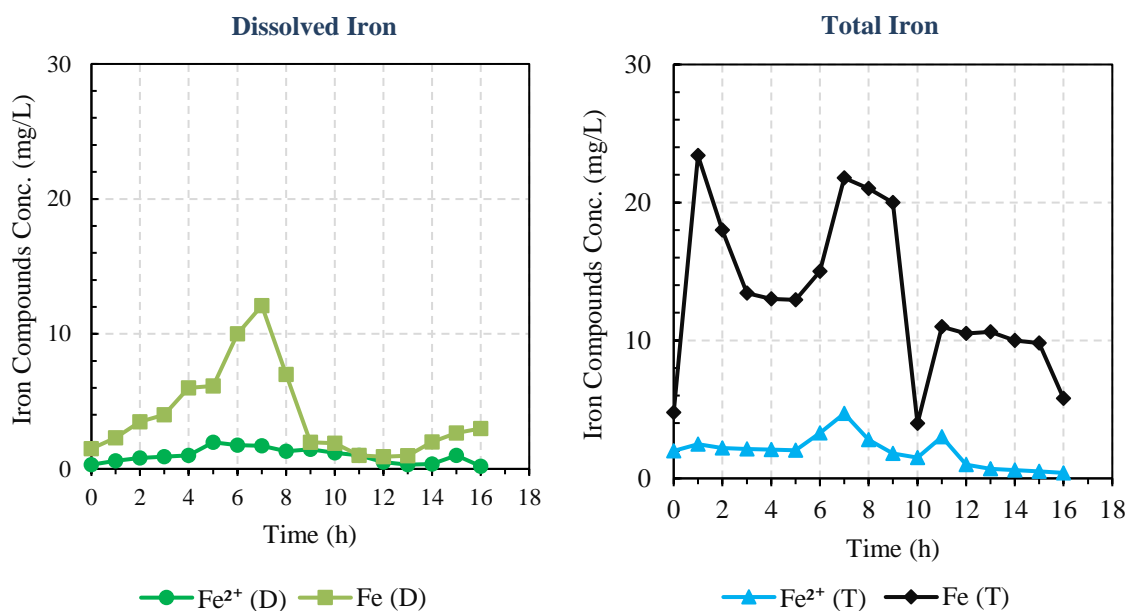 Dissolved Iron
30
20
10
0
Iron Compounds Conc. (mg/L)
0 2 4 6 8 10 12 14 16 18
Time (h)
Fe²⁺ (D) Fe (D)
Total Iron
30
20
10
0
Iron Compounds Conc. (mg/L)
0 2 4 6 8 10 12 14 16 18
Time (h)
Fe²⁺ (T) Fe (T)